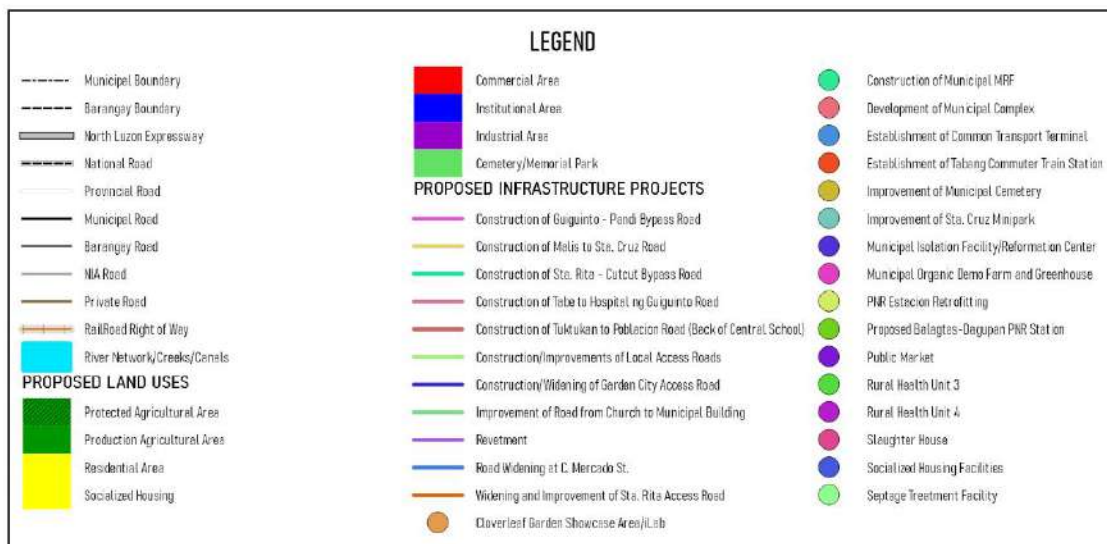 LEGEND
Municipal Boundary
Barangay Boundary
North Luzon Expressway
National Road
Provincial Road
Municipal Road
Barangay Road
NIA Road
Private Road
RailRoad Right of Way
River Network/Creeks/Canals
PROPOSED LAND USES
Protected Agricultural Area
Production Agricultural Area
Residential Area
Socialized Housing
Commercial Area
Institutional Area
Industrial Area
Cemetery/Memorial Park
PROPOSED INFRASTRUCTURE PROJECTS
Construction of Guiguinto - Pandi Bypass Road
Construction of Malis to Sta. Cruz Road
Construction of Sta. Rita - Cutcut Bypass Road
Construction of Tabe to Hospital ng Guiguinto Road
Construction of Tuktukan to Poblacion Road (Back of Central School)
Construction/Improvements of Local Access Roads
Construction/Widening of Garden City Access Road
Improvement of Road from Church to Municipal Building
Revetment
Road Widening at C. Mercado St.
Widening and Improvement of Sta. Rita Access Road
Cloverleaf Garden Showcase Area/iLab
Construction of Municipal MRF
Development of Municipal Complex
Establishment of Common Transport Terminal
Establishment of Tabang Commuter Train Station
Improvement of Municipal Cemetery
Improvement of Sta. Cruz Minipark
Municipal Isolation Facility/Reformation Center
Municipal Organic Demo Farm and Greenhouse
PNR Estacion Retrofitting
Proposed Balagtas-Dagupan PNR Station
Public Market
Rural Health Unit 3
Rural Health Unit 4
Slaughter House
Socialized Housing Facilities
Septage Treatment Facility